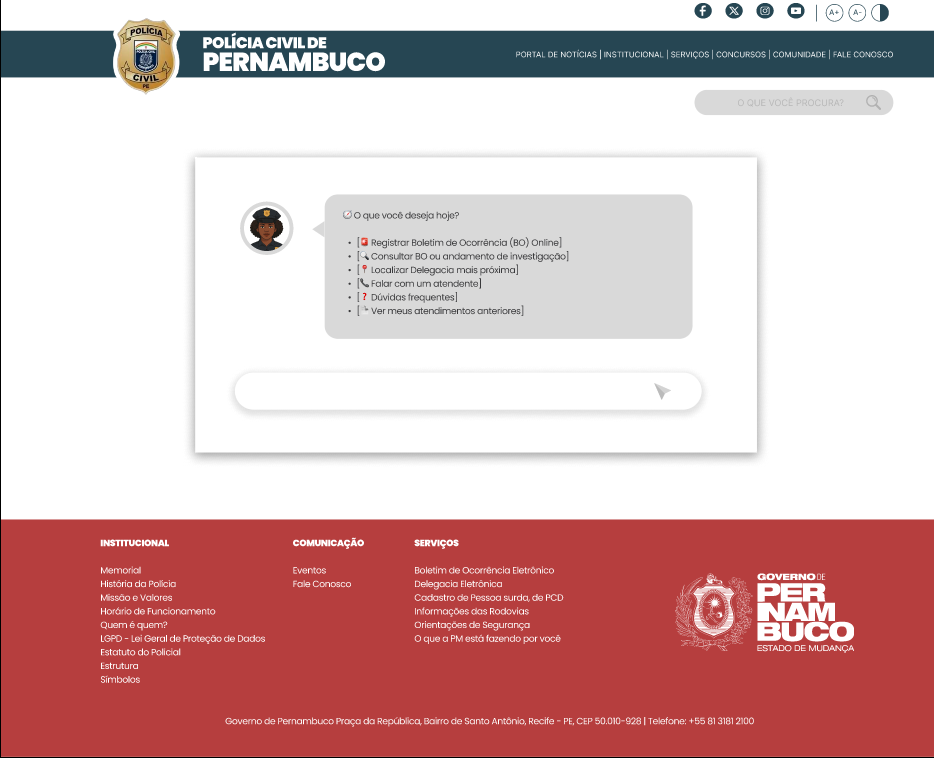 A+ A-
POLÍCIA
CIVIL
PE
POLÍCIA CIVIL DE
PERNAMBUCO
PORTAL DE NOTÍCIAS | INSTITUCIONAL | SERVIÇOS | CONCURSOS | COMUNIDADE | FALE CONOSCO
O QUE VOCÊ PROCURA?
O que você deseja hoje?
• [🚨 Registrar Boletim de Ocorrência (BO) Online]
• [🔍 Consultar BO ou andamento de investigação]
• [📍 Localizar Delegacia mais próxima]
• [📞 Falar com um atendente]
• [❓ Dúvidas frequentes]
• [📄 Ver meus atendimentos anteriores]
INSTITUCIONAL
Memorial
História da Polícia
Missão e Valores
Horário de Funcionamento
Quem é quem?
LGPD - Lei Geral de Proteção de Dados
Estatuto do Policial
Estrutura
Símbolos
COMUNICAÇÃO
Eventos
Fale Conosco
SERVIÇOS
Boletim de Ocorrência Eletrônico
Delegacia Eletrônica
Cadastro de Pessoa surda, de PCD
Informações das Rodovias
Orientações de Segurança
O que a PM está fazendo por você
GOVERNO DE
PER
NAM
BUCO
ESTADO DE MUDANÇA
Governo de Pernambuco Praça da República, Bairro de Santo Antônio, Recife - PE, CEP 50.010-928 | Telefone: +55 81 3181 2100